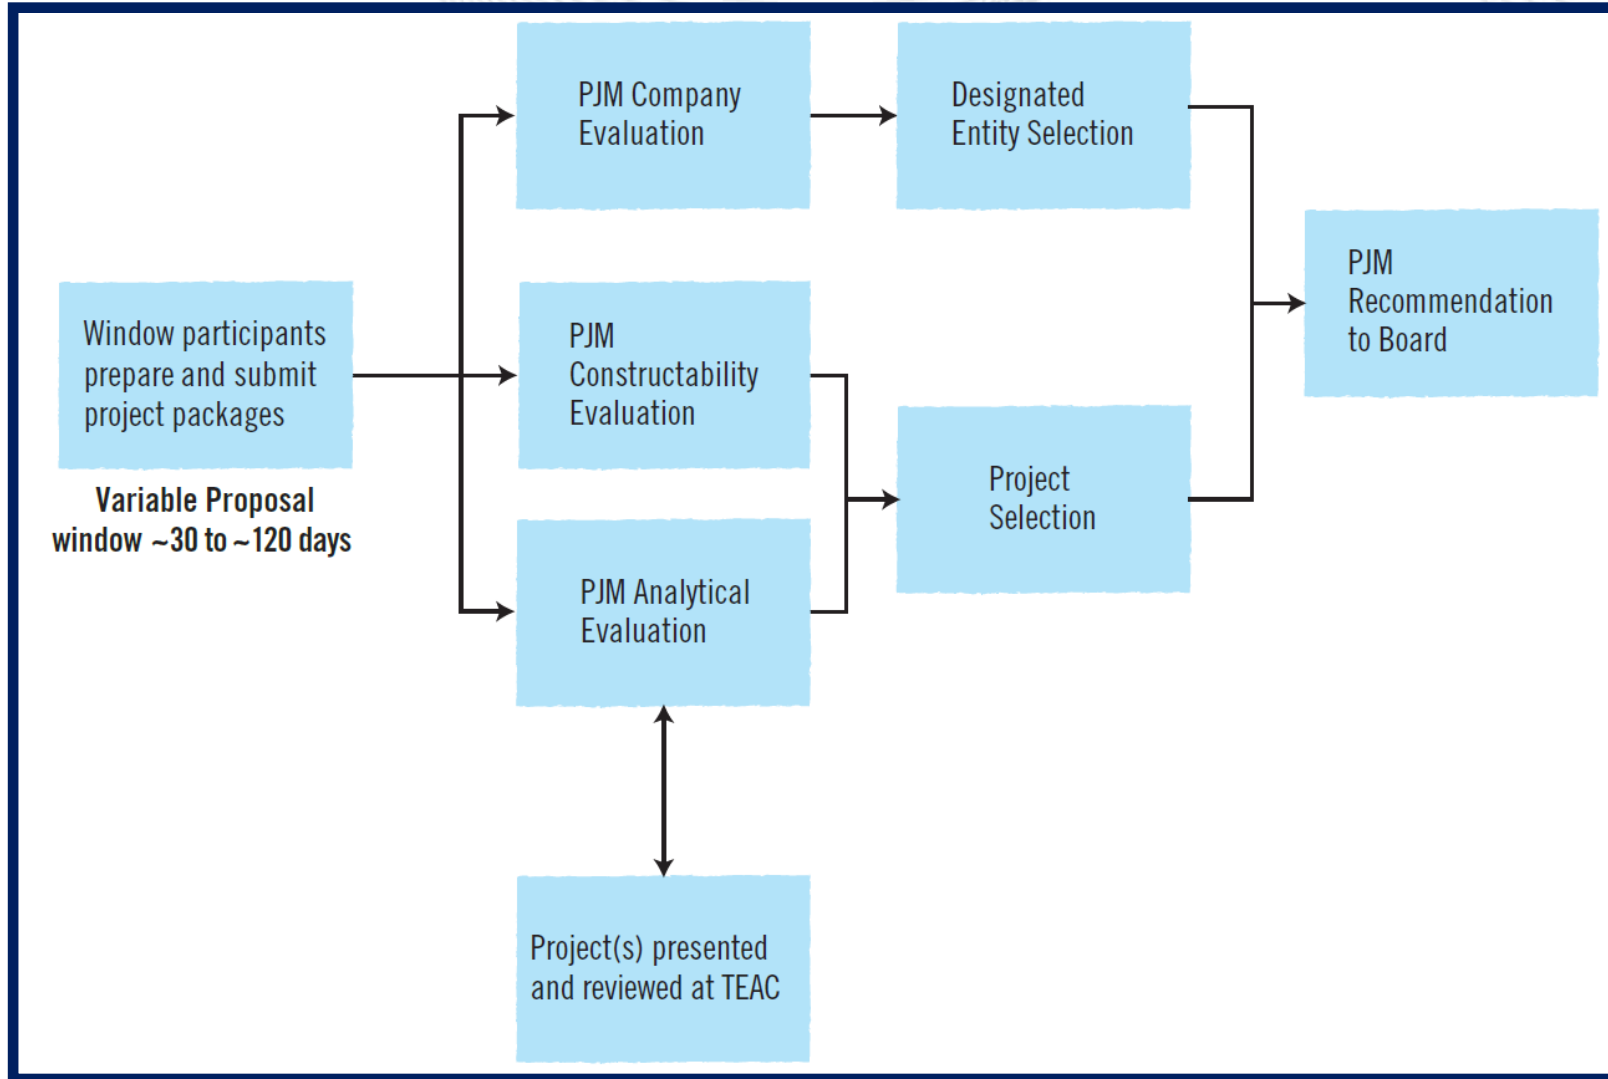 PJM Company
Evaluation
Designated
Entity Selection
Window participants
prepare and submit
project packages
Variable Proposal
window ~30 to ~120 days
PJM
Constructability
Evaluation
PJM
Recommendation
to Board
Project
Selection
PJM Analytical
Evaluation
Project(s) presented
and reviewed at TEAC